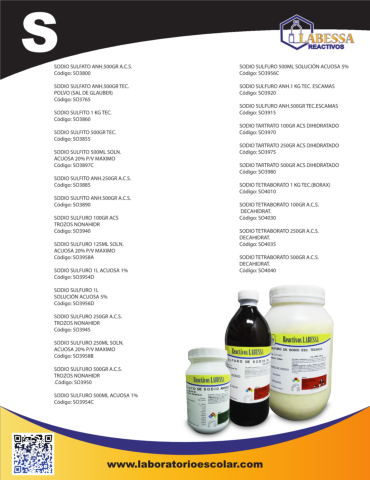 S
LABESSA
REACTIVOS
SODIO SULFATO ANH.500GR A.C.S.
Código: SO3800
SODIO SULFATO ANH.500GR TEC.
POLVO (SAL DE GLAUBER)
Código: SO3765
SODIO SULFITO 1 KG TEC.
Código: SO3860
SODIO SULFITO 500GR TEC.
Código: SO3855
SODIO SULFITO 500ML SOLN.
ACUOSA 20% P/V MAXIMO
Código: SO3897C
SODIO SULFITO ANH.250GR A.C.S.
Código: SO3885
SODIO SULFITO ANH.500GR A.C.S.
Código: SO3890
SODIO SULFURO 100GR ACS
TROZOS NONAHIDR
Código: SO3940
SODIO SULFURO 125ML SOLN.
ACUOSA 20% P/V MAXIMO
Código: SO3958A
SODIO SULFURO 1L ACUOSA 1%
Código: SO3954D
SODIO SULFURO 1L
SOLUCIÓN ACUOSA 5%
Código: SO3956D
SODIO SULFURO 250GR A.C.S.
TROZOS NONAHIDR
Código: SO3945
SODIO SULFURO 250ML SOLN.
ACUOSA 20% P/V MAXIMO
Código: SO3958B
SODIO SULFURO 500GR A.C.S.
TROZOS NONAHIDR
.Código: SO3950
SODIO SULFURO 500ML ACUOSA 1%
Código: SO3954C
SODIO SULFURO 500ML SOLUCIÓN ACUOSA 5%
Código: SO3956C
SODIO SULFURO ANH.1 KG TEC. ESCAMAS
Código: SO3920
SODIO SULFURO ANH.500GR TEC.ESCAMAS
Código: SO3915
SODIO TARTRATO 100GR ACS DIHIDRATADO
Código: SO3970
SODIO TARTRATO 250GR ACS DIHIDRATADO
Código: SO3975
SODIO TARTRATO 500GR ACS DIHIDRATADO
Código: SO3980
SODIO TETRABORATO 1 KG TEC.(BORAX)
Código: SO4010
SODIO TETRABORATO 100GR A.C.S.
DECAHIDRAT.
Código: SO4030
SODIO TETRABORATO 250GR A.C.S.
DECAHIDRAT.
Código: SO4035
SODIO TETRABORATO 500GR A.C.S.
DECAHIDRAT.
Código: SO4040
Reactivos LABESSA
Reactivos LABESSA
Reactivos LABESSA
www.laboratorioescolar.com